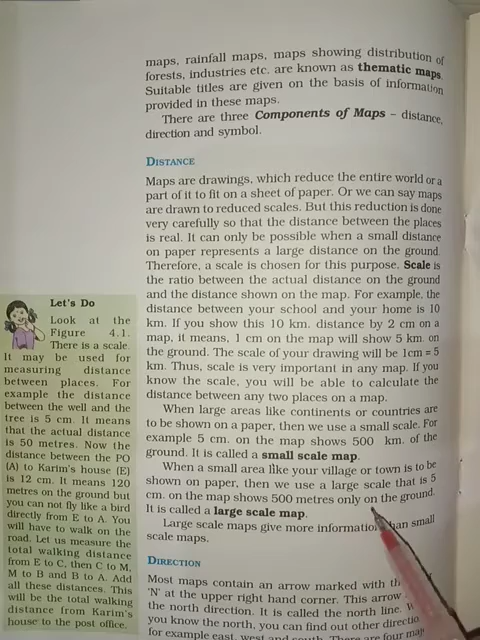 maps, rainfall maps, maps showing distribution of
forests, industries etc. are known as thematic maps.
Suitable titles are given on the basis of information
provided in these maps.
There are three Components of Maps – distance,
direction and symbol.
DISTANCE
Maps are drawings, which reduce the entire world or a
part of it to fit on a sheet of paper. Or we can say maps
are drawn to reduced scales. But this reduction is done
very carefully so that the distance between the places
is real. It can only be possible when a small distance
on paper represents a large distance on the ground.
Therefore, a scale is chosen for this purpose. Scale is
the ratio between the actual distance on the ground
and the distance shown on the map. For example, the
distance between your school and your home is 10
km. If you show this 10 km. distance by 2 cm on a
map, it means, 1 cm on the map will show 5 km. on
the ground. The scale of your drawing will be 1cm = 5
km. Thus, scale is very important in any map. If you
know the scale, you will be able to calculate the
distance between any two places on a map.
When large areas like continents or countries are
to be shown on a paper, then we use a small scale. For
example 5 cm. on the map shows 500 km. of the
ground. It is called a small scale map.
When a small area like your village or town is to be
shown on paper, then we use a large scale that is 5
cm. on the map shows 500 metres only on the ground.
It is called a large scale map.
Large scale maps give more information than small
scale maps.
DIRECTION
Most maps contain an arrow marked with the
'N' at the upper right hand corner. This arrow
the north direction. It is called the north line.
you know the north, you can find out other
for example east, west and south. There are four
Let's Do
Look at the
Figure 4.1.
There is a scale.
It may be used for
measuring distance
between places. For
example the distance
between the well and the
tree is 5 cm. It means
that the actual distance
is 50 metres. Now the
distance between the PO
(A) to Karim's house (E)
is 12 cm. It means 120
metres on the ground but
you can not fly like a bird
directly from E to A. You
will have to walk on the
road. Let us measure the
total walking distance
from E to C, then C to M,
M to B and B to A. Add
all these distances. This
will be the total walking
distance from Karim's
house to the post office.